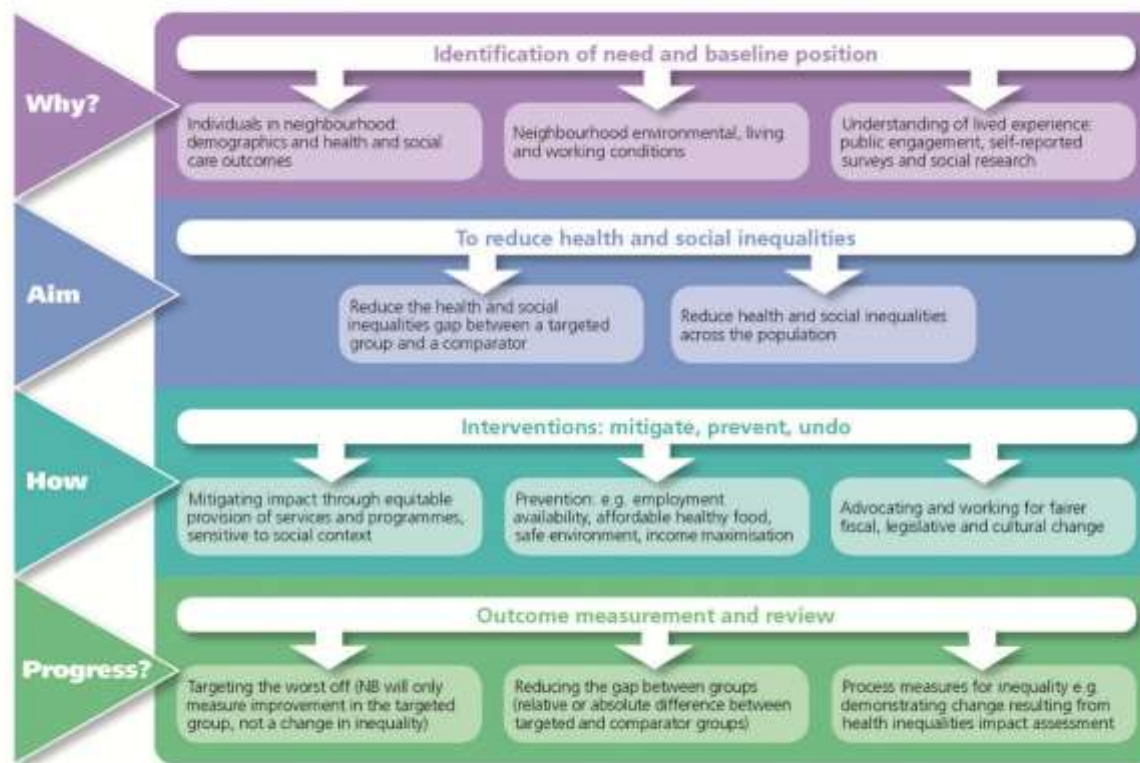 Why?
Identification of need and baseline position
Individuals in neighbourhood:
demographics and health and social
care outcomes
Neighbourhood environmental, living
and working conditions
Understanding of lived experience:
public engagement, self-reported
surveys and social research
Aim
To reduce health and social inequalities
Reduce the health and social
inequalities gap between a targeted
group and a comparator
Reduce health and social inequalities
across the population
How
Interventions: mitigate, prevent, undo
Mitigating impact through equitable
provision of services and programmes,
sensitive to social context
Prevention: e.g. employment
availability, affordable healthy food,
safe environment, income maximisation
Advocating and working for fairer
fiscal, legislative and cultural change
Progress?
Outcome measurement and review
Targeting the worst off (NB will only
measure improvement in the targeted
group, not a change in inequality)
Reducing the gap between groups
(relative or absolute difference between
targeted and comparator groups)
Process measures for inequality e.g.
demonstrating change resulting from
health inequalities impact assessment